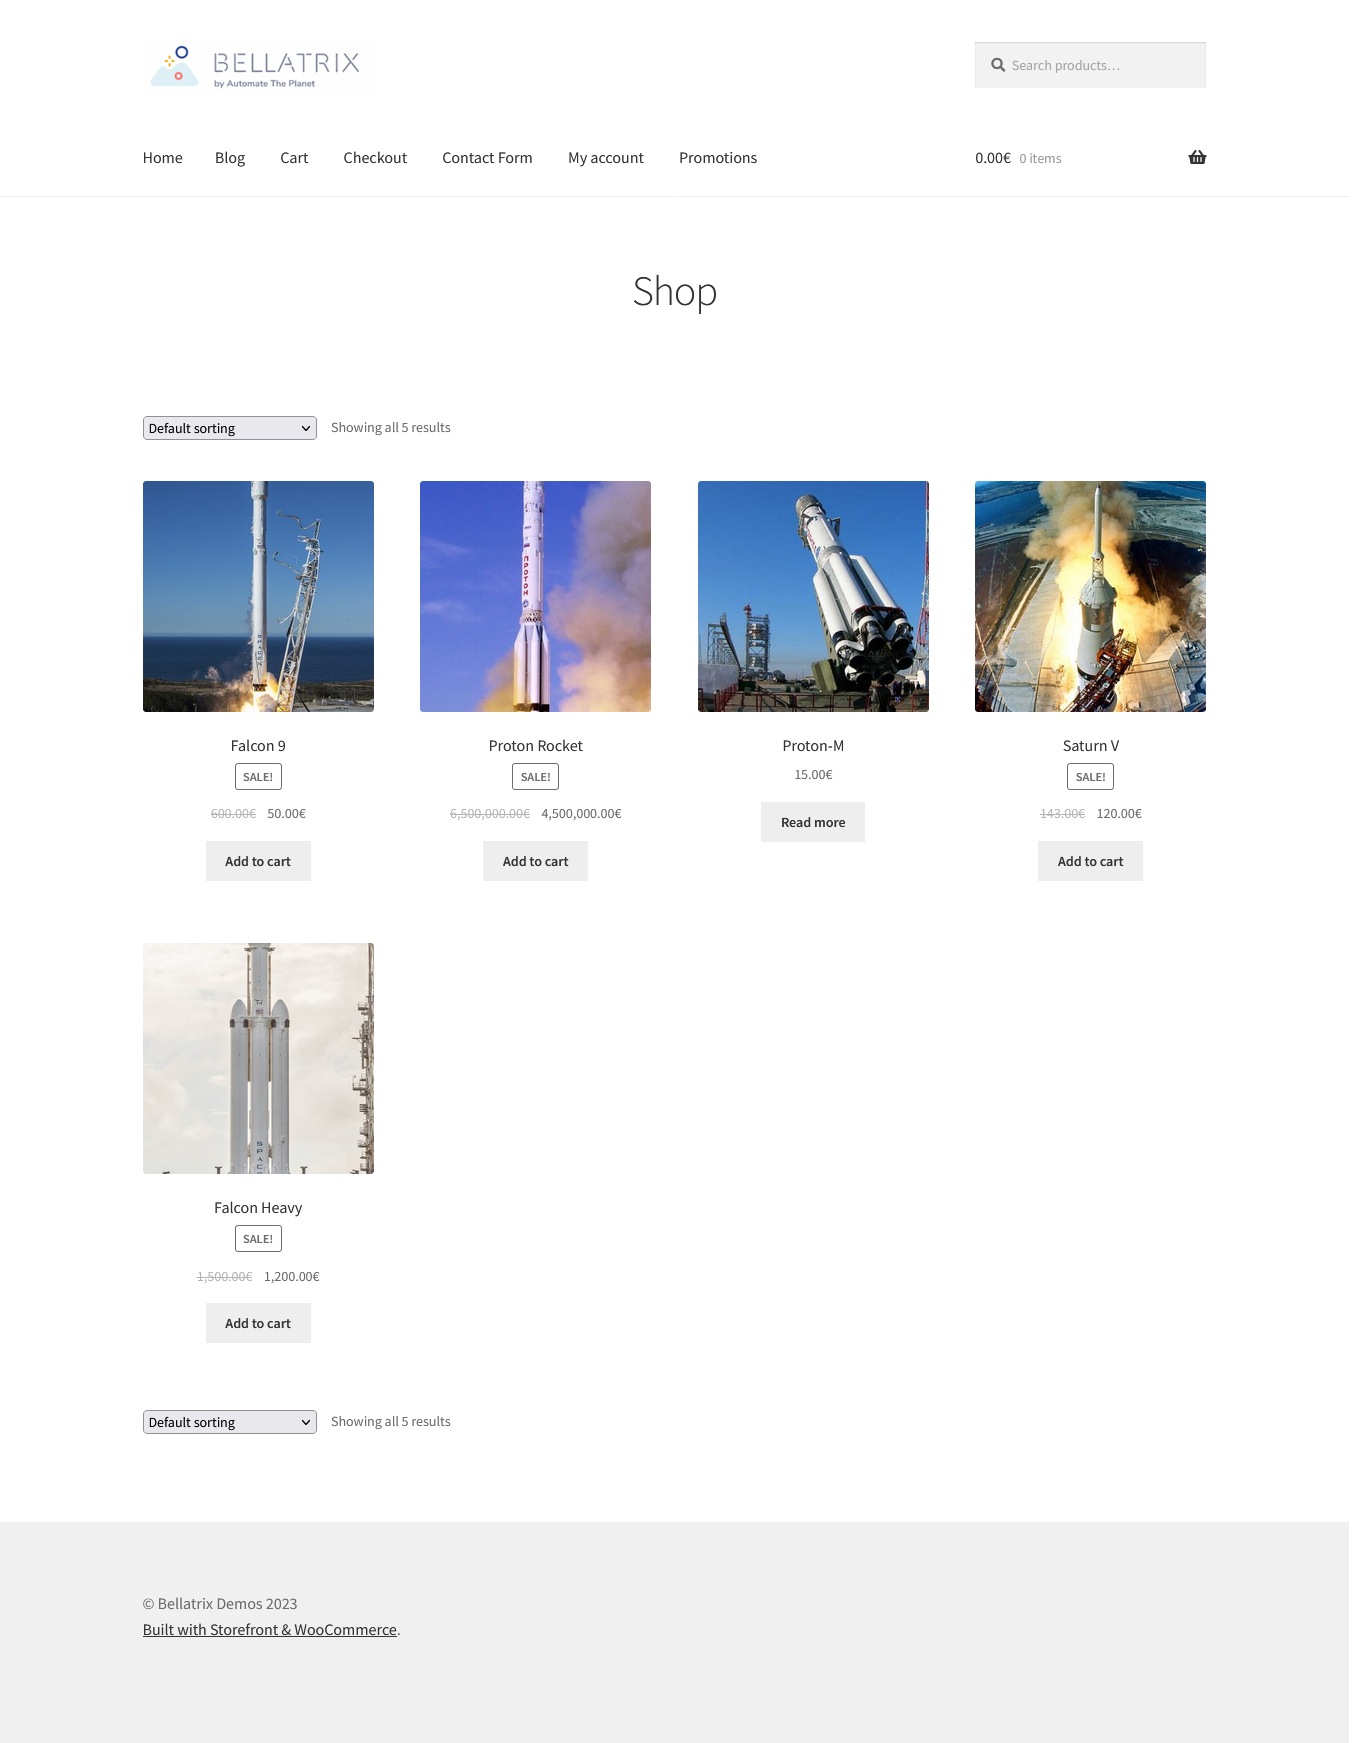 BELLATRIX
by Automate The Planet
Search products…
Home Blog Cart Checkout Contact Form My account Promotions
0.00€ 0 items
Shop
Default sorting Showing all 5 results
ПРОТОН
Falcon 9
SALE!
600.00€ 50.00€
Add to cart
Proton Rocket
SALE!
6,500,000.00€ 4,500,000.00€
Add to cart
Proton-M
15.00€
Read more
Saturn V
SALE!
143.00€ 120.00€
Add to cart
Falcon Heavy
SALE!
1,500.00€ 1,200.00€
Add to cart
Default sorting Showing all 5 results
© Bellatrix Demos 2023
Built with Storefront & WooCommerce.